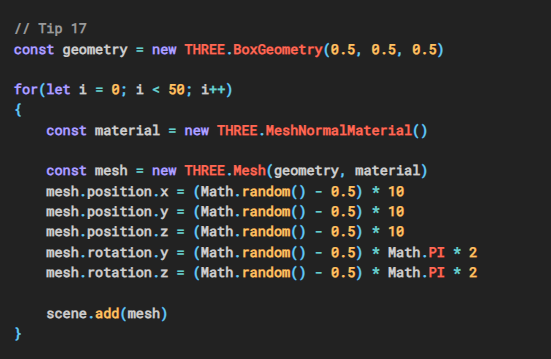 // Tip 17
const geometry = new THREE.BoxGeometry(0.5, 0.5, 0.5)
for(let i = 0; i < 50; i++)
{
    const material = new THREE.MeshNormalMaterial()
    const mesh = new THREE.Mesh(geometry, material)
    mesh.position.x = (Math.random() - 0.5) * 10
    mesh.position.y = (Math.random() - 0.5) * 10
    mesh.position.z = (Math.random() - 0.5) * 10
    mesh.rotation.y = (Math.random() - 0.5) * Math.PI * 2
    mesh.rotation.z = (Math.random() - 0.5) * Math.PI * 2
    scene.add(mesh)
}